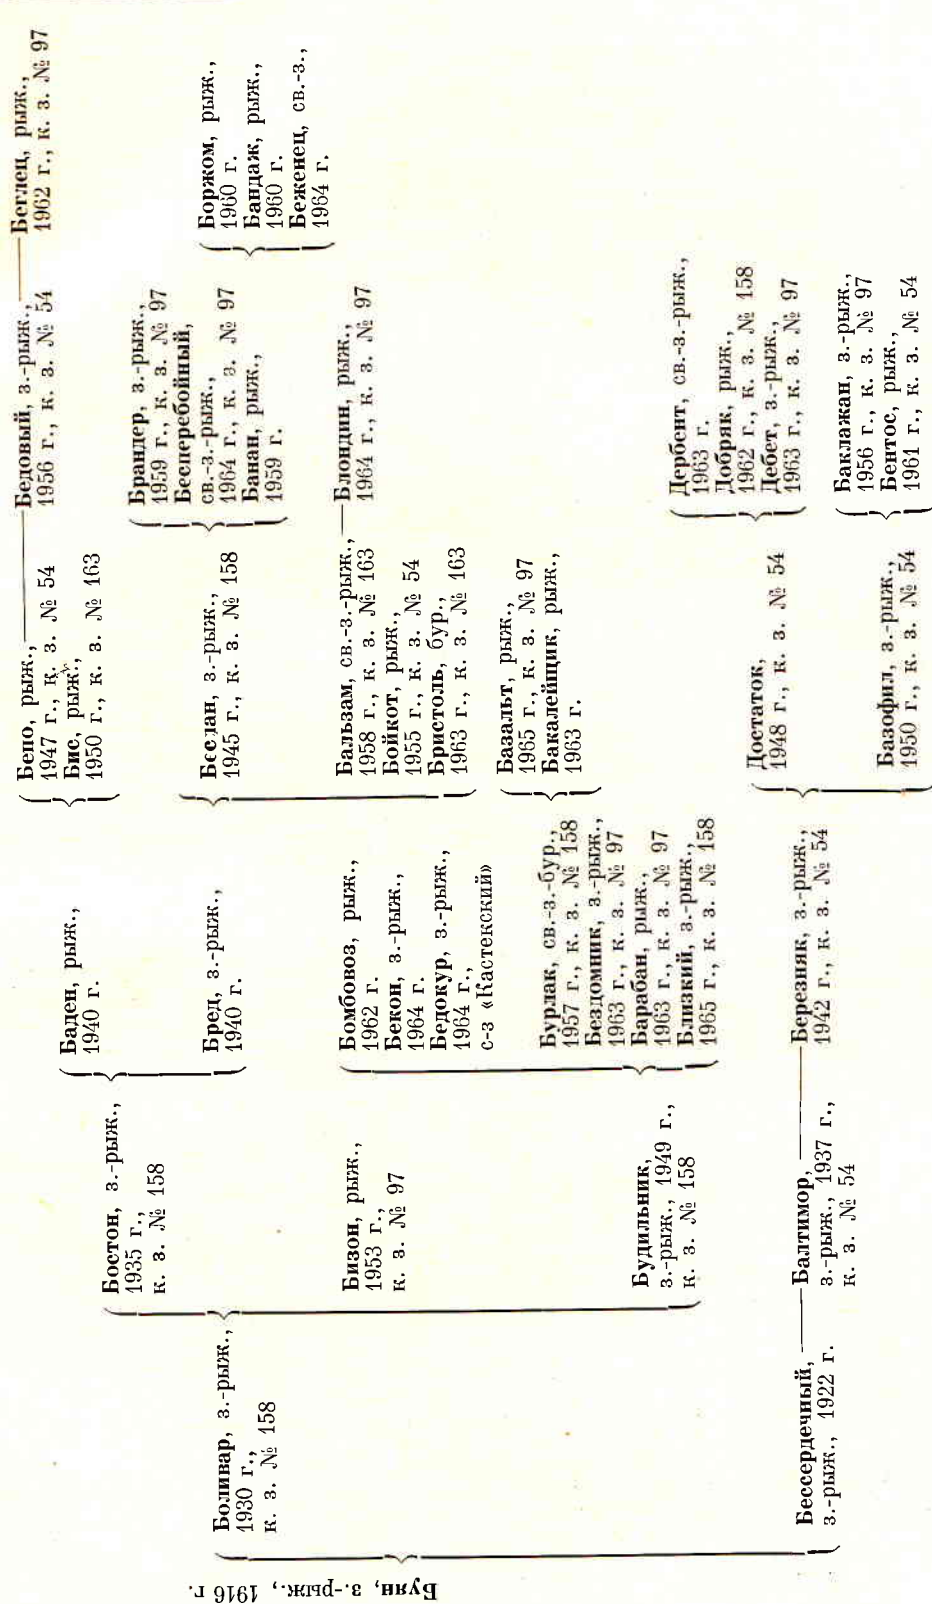 Буян, з.-рыж., 1916 г.
Боливар, з.-рыж.,
1930 г.,
к. з. № 158
Бессердечный,
з.-рыж., 1922 г.
Бостон, з.-рыж.,
1935 г.,
к. з. № 158
Бизон, рыж.,
1953 г.,
к. з. № 97
Будильник,
з.-рыж., 1949 г.,
к. з. № 158
Балтимор,
з.-рыж., 1937 г.,
к. з. № 54
Баден, рыж.,
1940 г.
Бред, з.-рыж.,
1940 г.
Бомбовоз, рыж.,
1962 г.
Бекон, з.-рыж.,
1964 г.
Бедокур, з.-рыж.,
1964 г.,
с-з «Кастекский»
Бурлак, св.-з.-бур.,
1957 г., к. з. № 158
Бездомник, з.-рыж.,
1963 г., к. з. № 97
Барабан, рыж.,
1963 г., к. з. № 97
Близкий, з.-рыж.,
1965 г., к. з. № 158
Березняк, з.-рыж.,
1942 г., к. з. № 54
Бепо, рыж.,
1947 г., к. з. № 54
Бис, рыж.,
1950 г., к. з. № 163
Беслан, з.-рыж.,
1945 г., к. з. № 158
Бальзам, св.-з.-рыж.,
1958 г., к. з. № 163
Бойкот, рыж.,
1955 г., к. з. № 54
Бристоль, бур.,
1963 г., к. з. № 163
Базальт, рыж.,
1965 г., к. з. № 97
Бакалейщик, рыж.,
1963 г.
Достаток,
1948 г., к. з. № 54
Базофил, з.-рыж.,
1950 г., к. з. № 54
Бедовый, з.-рыж.,
1956 г., к. з. № 54
Брандер, з.-рыж.,
1959 г., к. з. № 97
Бесперебойный,
св.-з.-рыж.,
1964 г., к. з. № 97
Банан, рыж.,
1959 г.
Блондин, рыж.,
1964 г., к. з. № 97
Дербент, св.-з.-рыж.,
1963 г.
Добряк, рыж.,
1962 г., к. з. № 158
Дебет, з.-рыж.,
1963 г., к. з. № 97
Баклажан, з.-рыж.,
1956 г., к. з. № 97
Бентос, рыж.,
1961 г., к. з. № 54
Беглец, рыж.,
1962 г., к. з. № 97
Боржом, рыж.,
1960 г.
Бандаж, рыж.,
1960 г.
Беженец, св.-з.,
1964 г.